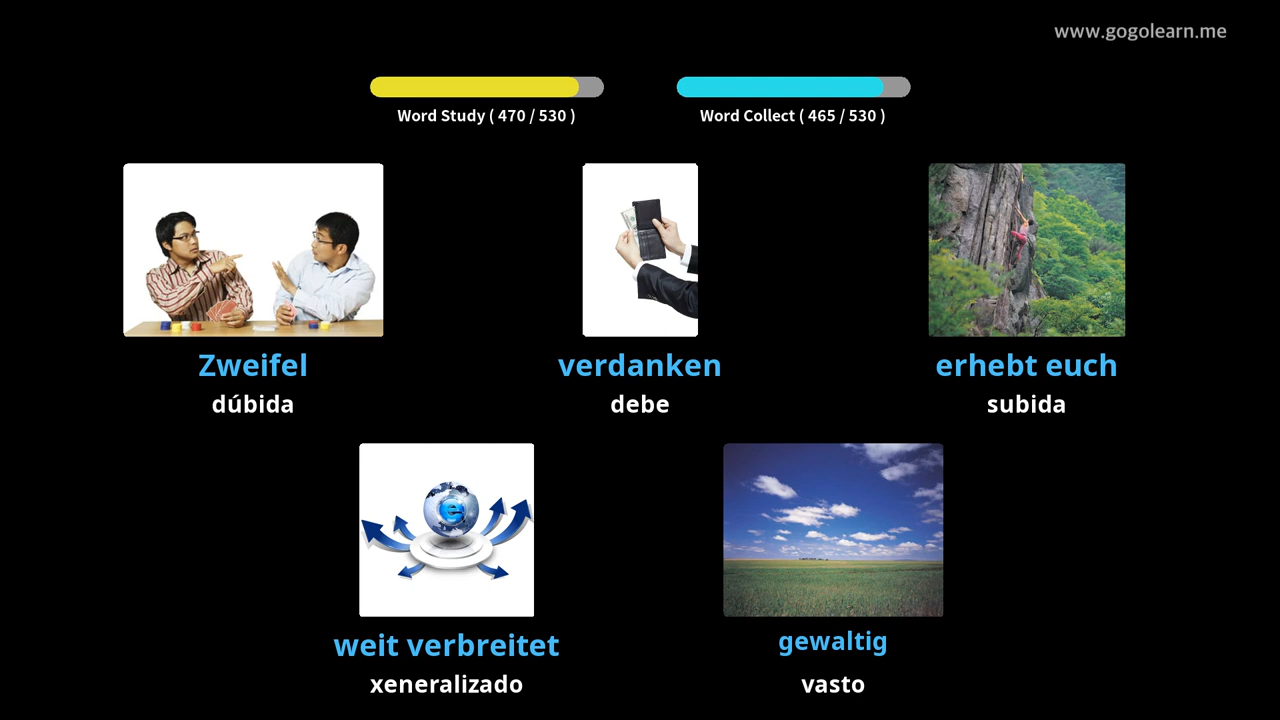 www.gogolearn.me
Word Study ( 470 / 530 )
Word Collect ( 465 / 530 )
Zweifel
dúbida
verdanken
debe
erhebt euch
subida
e
weit verbreitet
xeneralizado
gewaltig
vasto